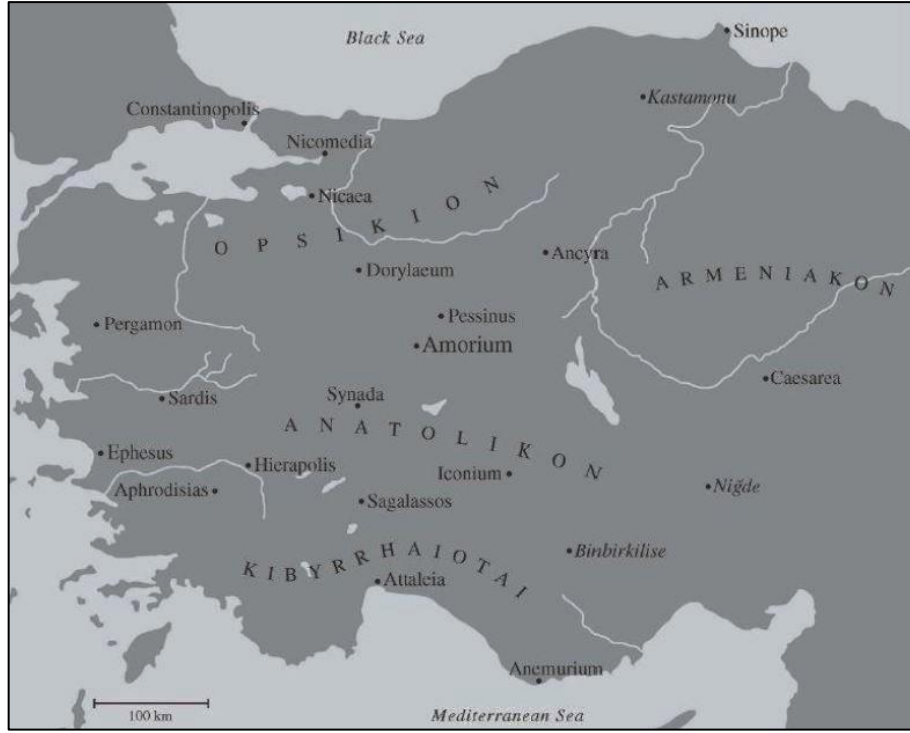 Black Sea
Sinope
Kastamonu
Constantinopolis
Nicomedia
Nicaea
OPSIKION
Ancyra
Dorylaeum
ARMENIAKON
Pessinus
Pergamon
Amorium
Caesarea
Synada
Sardis
ANATOLIKON
Ephesus
Hierapolis
Iconium
Aphrodisias
Niğde
Sagalassos
Binbirkilise
KIBYRRHAIOTAI
Attaleia
Anemurium
100 km
Mediterranean Sea